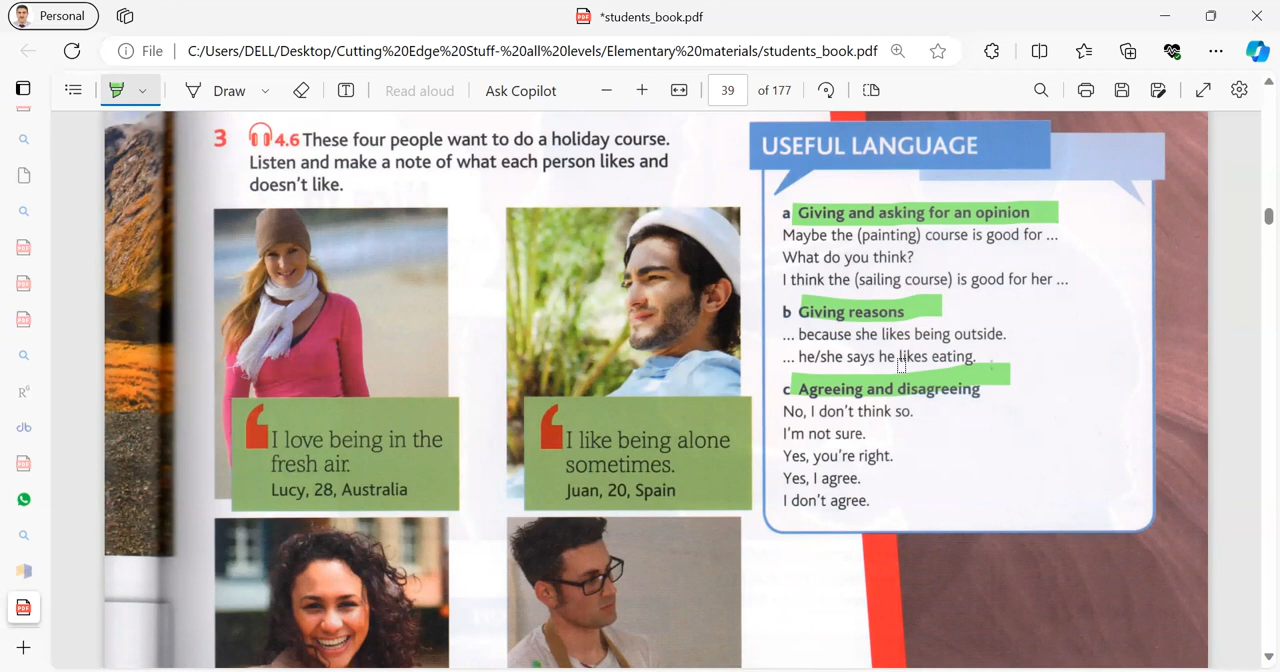 Personal
*students_book.pdf
File
C:/Users/DELL/Desktop/Cutting%20Edge%20Stuff-%20all%20levels/Elementary%20materials/students_book.pdf
Draw
Read aloud
Ask Copilot
39
of 177
3 4.6 These four people want to do a holiday course.
Listen and make a note of what each person likes and
doesn't like.
I love being in the
fresh air.
Lucy, 28, Australia
I like being alone
sometimes.
Juan, 20, Spain
USEFUL LANGUAGE
a Giving and asking for an opinion
Maybe the (painting) course is good for ...
What do you think?
I think the (sailing course) is good for her ...
b Giving reasons
... because she likes being outside.
... he/she says he likes eating.
c Agreeing and disagreeing
No, I don't think so.
I'm not sure.
Yes, you're right.
Yes, I agree.
I don't agree.